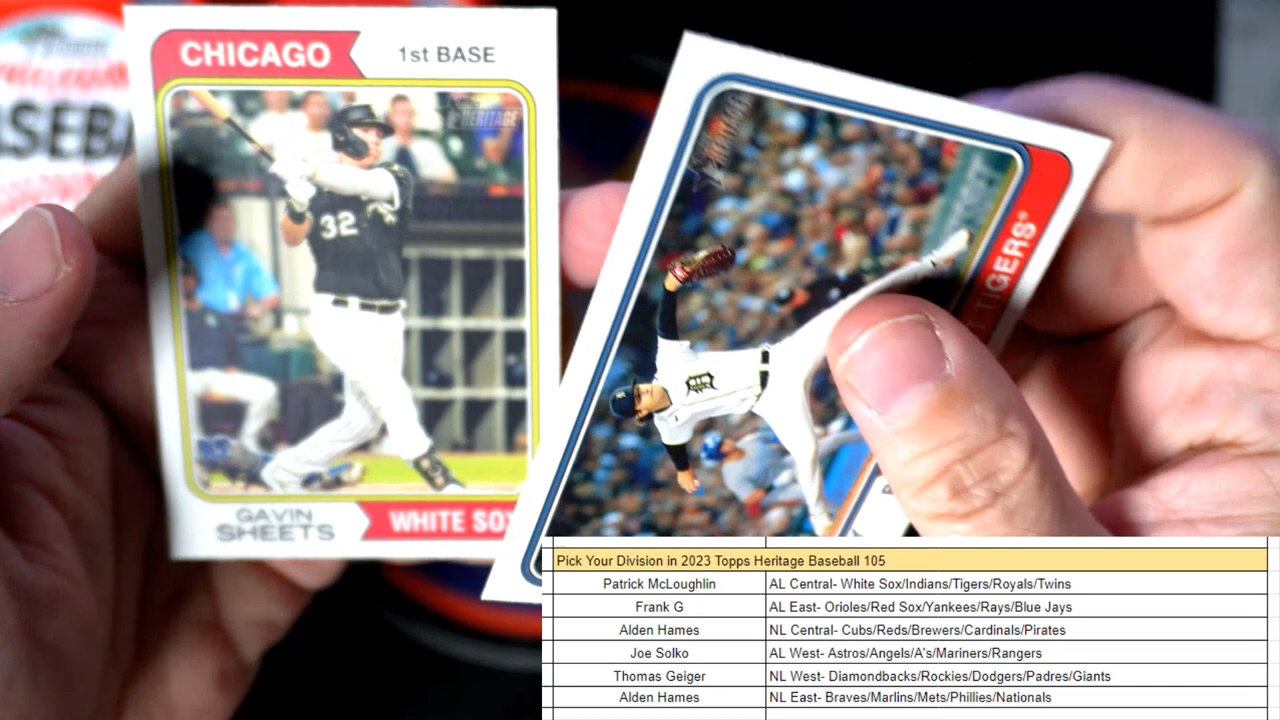 ASEBA
CHICAGO
1st BASE
HERITAGE
32
GAVIN
SHEETS
WHITE SOX
TIGERS
D
Pick Your Division in 2023 Topps Heritage Baseball 105
Patrick McLoughlin AL Central- White Sox/Indians/Tigers/Royals/Twins
Frank G AL East- Orioles/Red Sox/Yankees/Rays/Blue Jays
Alden Hames NL Central- Cubs/Reds/Brewers/Cardinals/Pirates
Joe Solko AL West- Astros/Angels/A's/Mariners/Rangers
Thomas Geiger NL West- Diamondbacks/Rockies/Dodgers/Padres/Giants
Alden Hames NL East- Braves/Marlins/Mets/Phillies/Nationals